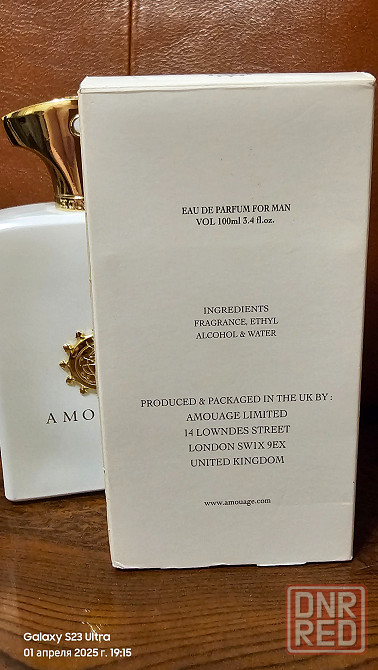 EAU DE PARFUM FOR MAN
VOL 100ml 3.4 fl.oz.
INGREDIENTS
FRAGRANCE, ETHYL
ALCOHOL & WATER
AMO
PRODUCED & PACKAGED IN THE UK BY :
AMOUAGE LIMITED
14 LOWNDES STREET
LONDON SW1X 9EX
UNITED KINGDOM
www.amouage.com
Galaxy S23 Ultra
01 апреля 2025 г. 19:15
DNR
RED